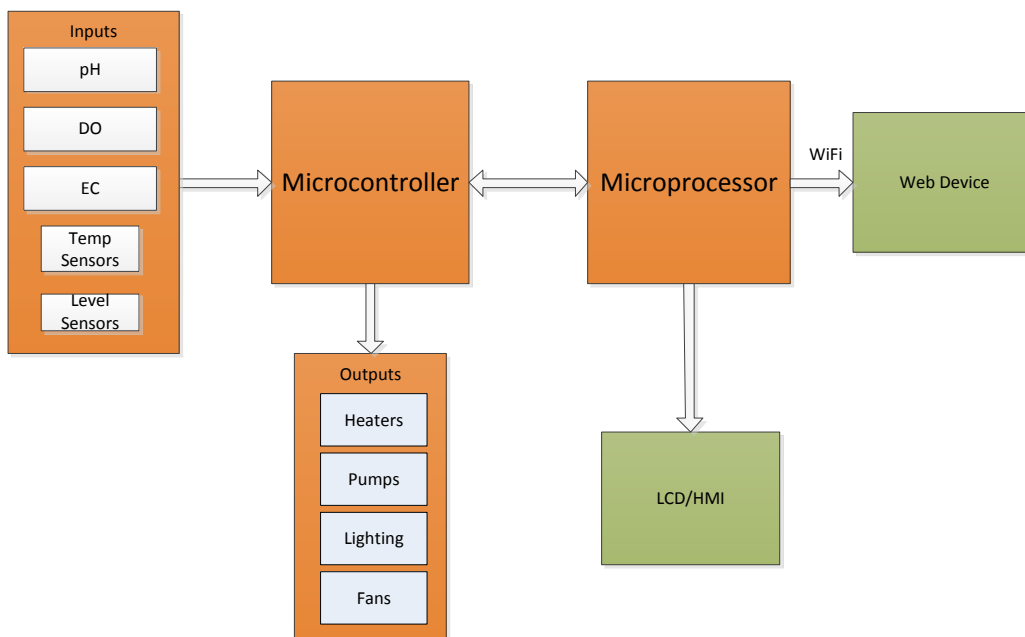 Inputs
pH
DO
EC
Temp
Sensors
Level
Sensors
Microcontroller
Microprocessor
WiFi
Web Device
Outputs
Heaters
Pumps
Lighting
Fans
LCD/HMI